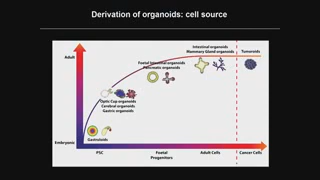 Derivation of organoids: cell source
Intestinal organoids
Mammary Gland organoids
Tumoroids
Adult
Foetal Intestinal organoids
Pancreatic organoids
Optic Cup organoids
Cerebral organoids
Gastric organoids
Gastruloids
Embryonic
PSC
Foetal
Progenitors
Adult Cells
Cancer Cells